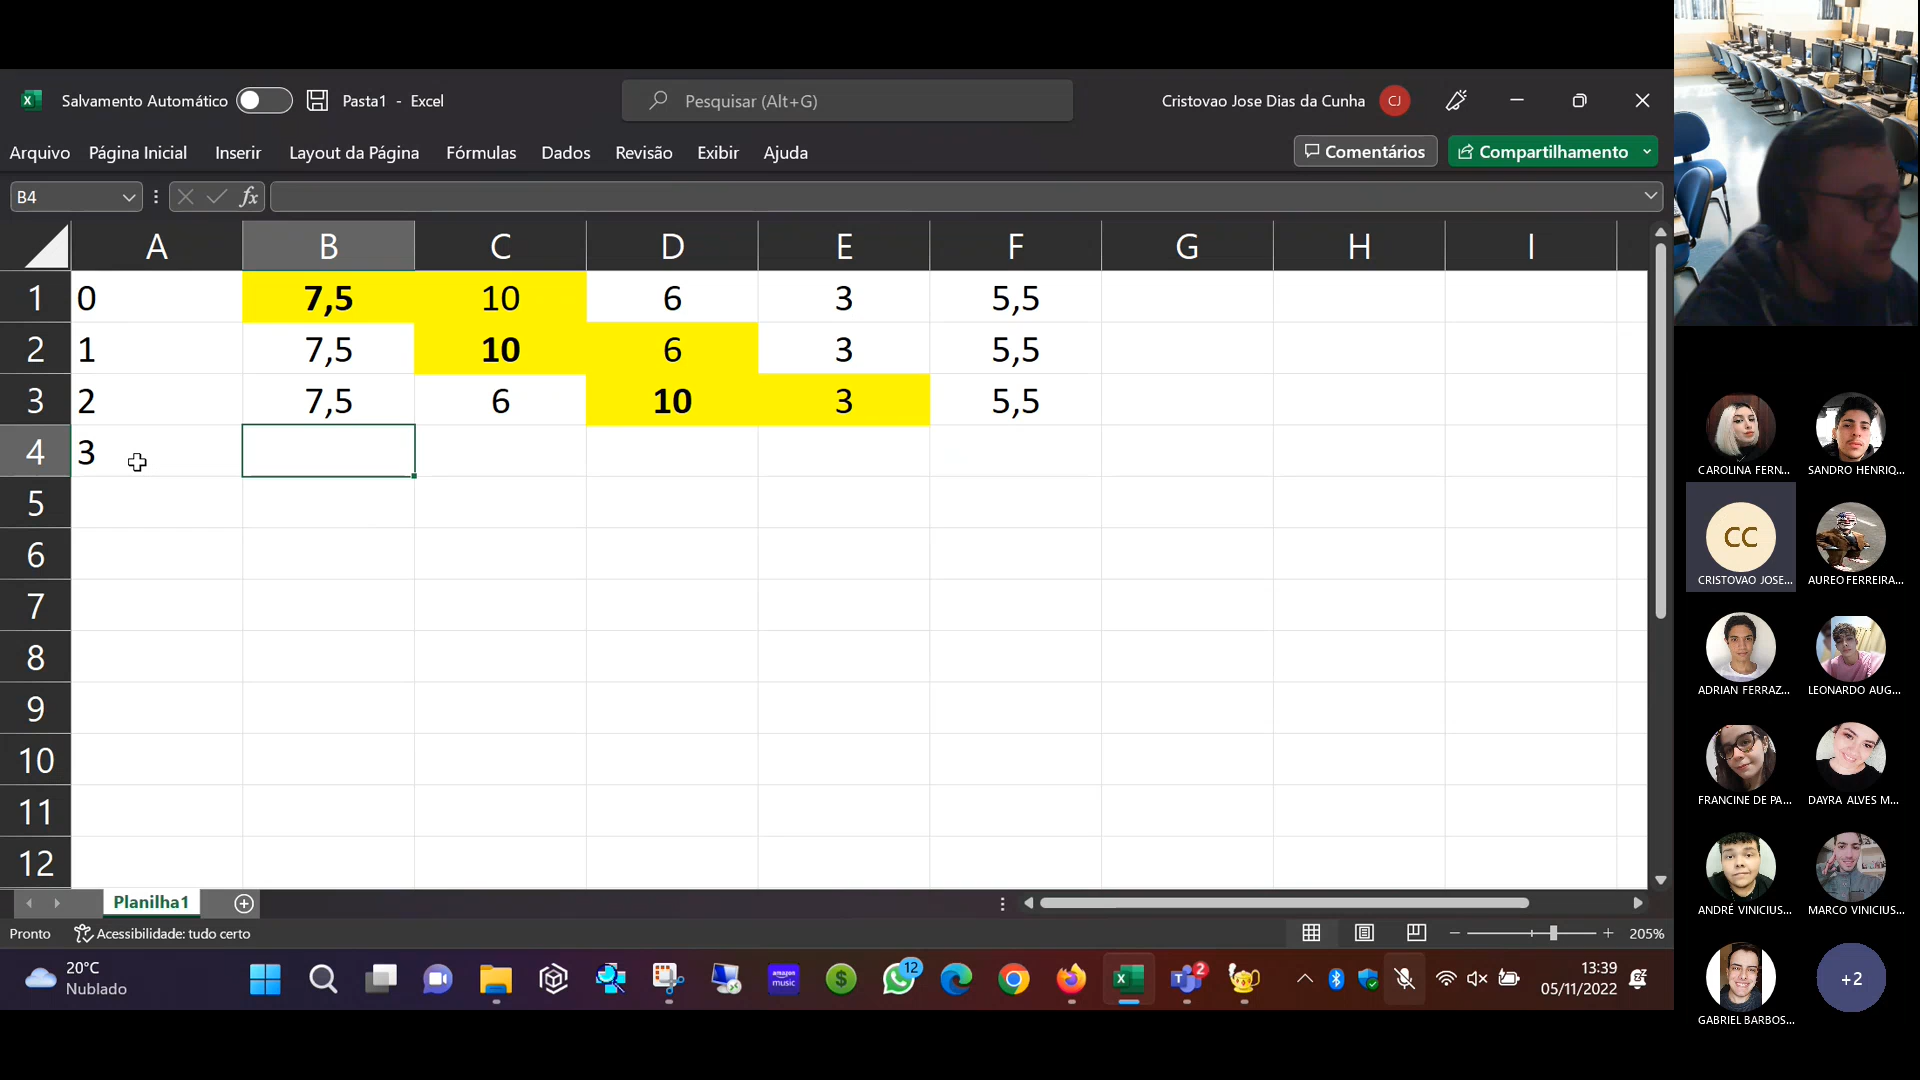 Salvamento Automático
Pasta1 - Excel
Pesquisar (Alt+G)
Cristovao Jose Dias da Cunha
CJ
Arquivo
Página Inicial
Inserir
Layout da Página
Fórmulas
Dados
Revisão
Exibir
Ajuda
Comentários
Compartilhamento
B4
fx
A B C D E F G H I
1 0 7,5 10 6 3 5,5
2 1 7,5 10 6 3 5,5
3 2 7,5 6 10 3 5,5
4 3
5
6
7
8
9
10
11
12
Planilha1
Pronto
Acessibilidade: tudo certo
205%
20°C
Nublado
amazon
music
12
2
13:39
05/11/2022
CAROLINA FERN...
SANDRO HENRIQ...
CC
CRISTOVAO JOSE...
AUREO FERREIRA...
ADRIAN FERRAZ...
LEONARDO AUG...
FRANCINE DE PA...
DAYRA ALVES M...
ANDRÉ VINICIUS...
MARCO VINICIUS...
GABRIEL BARBOS...
+2